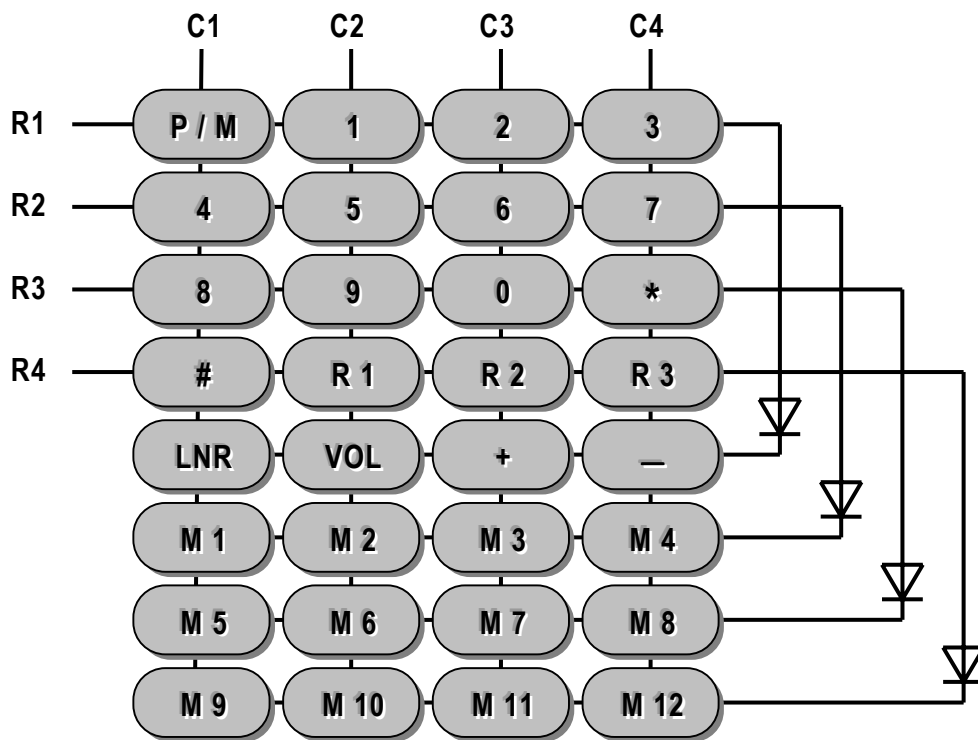 C1 C2 C3 C4
R1 P / M 1 2 3
R2 4 5 6 7
R3 8 9 0 *
R4 # R 1 R 2 R 3
LNR VOL + —
M 1 M 2 M 3 M 4
M 5 M 6 M 7 M 8
M 9 M 10 M 11 M 12